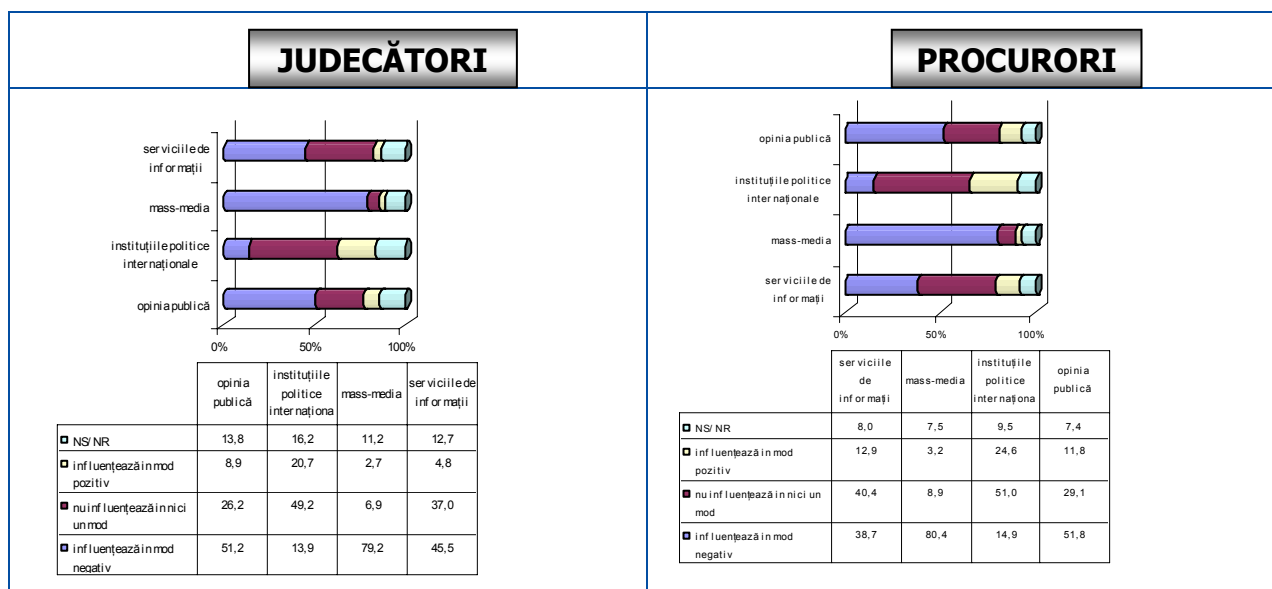 JUDECĂTORI
serviciile de
informații
mass-media
instituțiile politice
internaționale
opinia publică
0% 50% 100%
opinia publică instituțiile politice internaționa mass-media serviciile de informații
NS/NR 13,8 16,2 11,2 12,7
influențează in mod pozitiv 8,9 20,7 2,7 4,8
nu influențează in nici un mod 26,2 49,2 6,9 37,0
influențează in mod negativ 51,2 13,9 79,2 45,5
PROCURORI
opinia publică
instituțiile politice
internaționale
mass-media
serviciile de
informații
0% 50% 100%
serviciile de informații mass-media instituțiile politice internaționa opinia publică
NS/NR 8,0 7,5 9,5 7,4
influențează in mod pozitiv 12,9 3,2 24,6 11,8
nu influențează in nici un mod 40,4 8,9 51,0 29,1
influențează in mod negativ 38,7 80,4 14,9 51,8